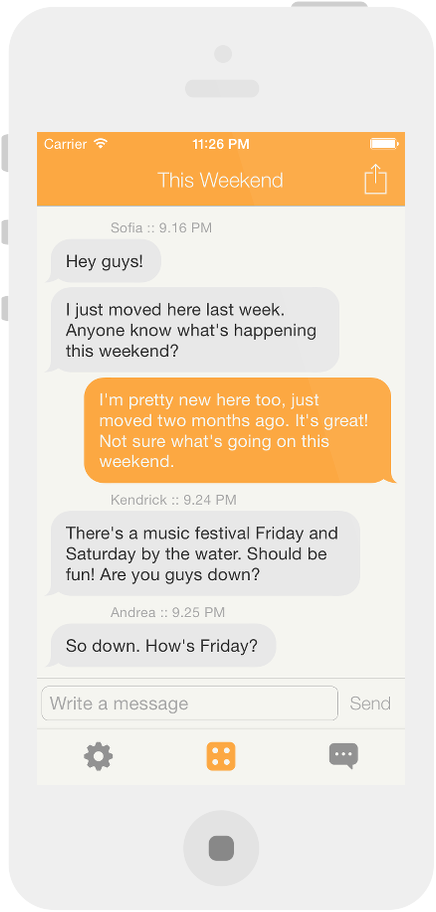 Carrier 11:26 PM
This Weekend
Sofia :: 9.16 PM
Hey guys!
I just moved here last week.
Anyone know what's happening
this weekend?
I'm pretty new here too, just
moved two months ago. It's great!
Not sure what's going on this
weekend.
Kendrick :: 9.24 PM
There's a music festival Friday and
Saturday by the water. Should be
fun! Are you guys down?
Andrea :: 9.25 PM
So down. How's Friday?
Write a message Send